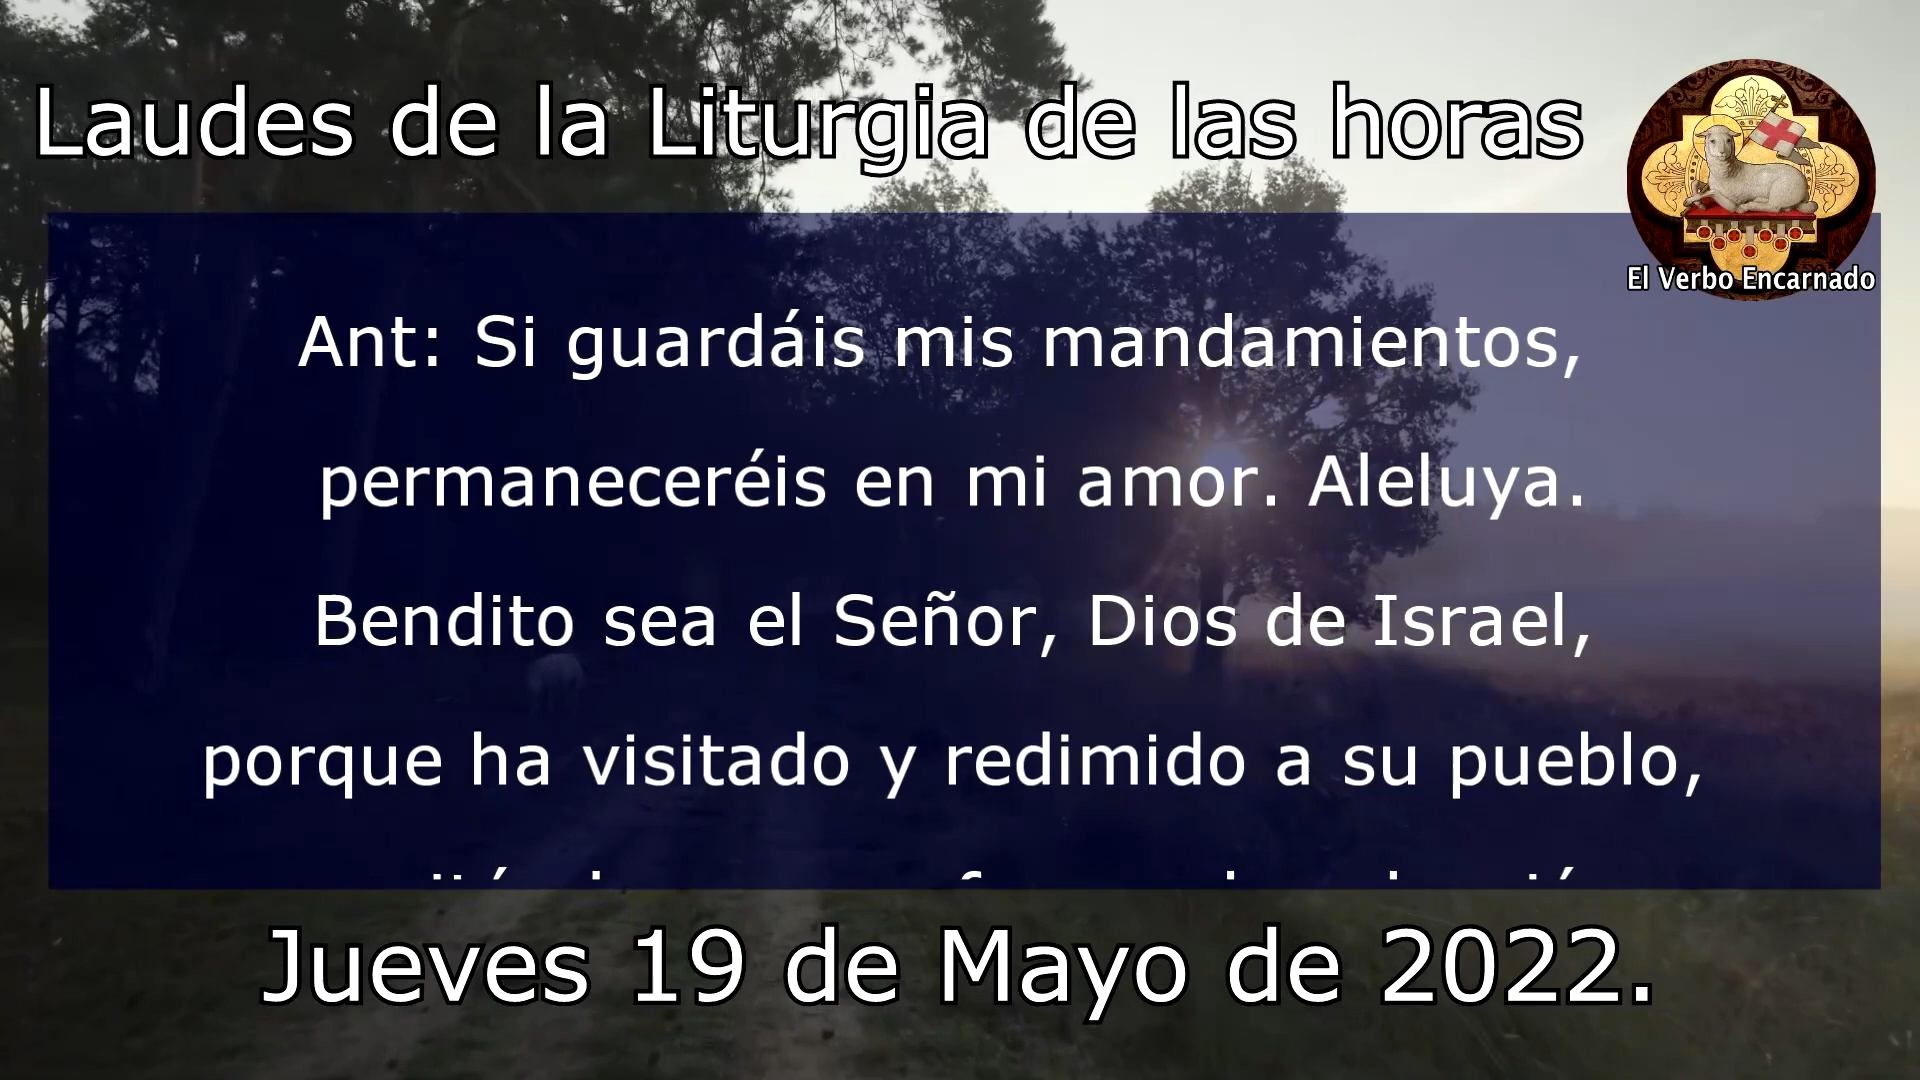 Laudes de la Liturgia de las horas
El Verbo Encarnado
Ant: Si guardáis mis mandamientos,
permaneceréis en mi amor. Aleluya.
Bendito sea el Señor, Dios de Israel,
porque ha visitado y redimido a su pueblo,
Jueves 19 de Mayo de 2022.